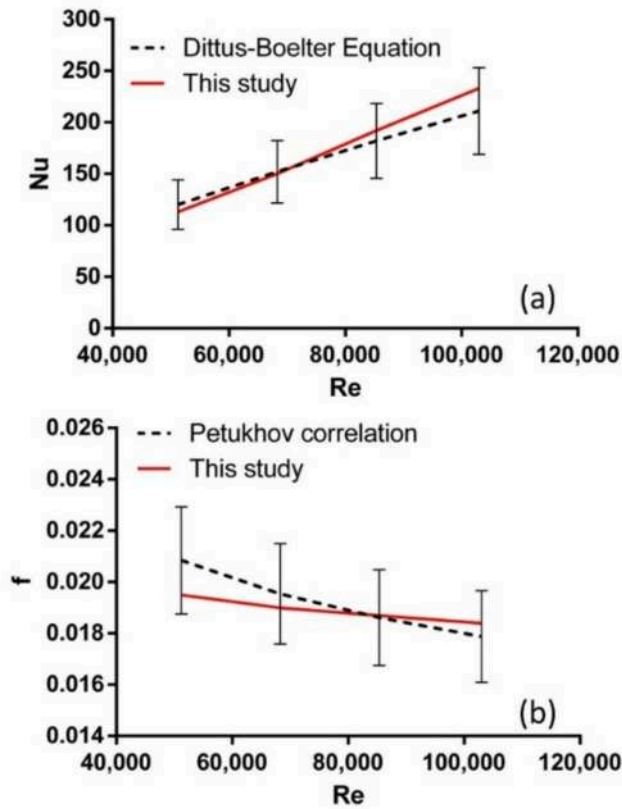 300
250
200
150
100
50
0
Nu
Dittus-Boelter Equation
This study
(a)
40,000 60,000 80,000 100,000 120,000
Re
0.026
0.024
0.022
0.020
0.018
0.016
0.014
f
Petukhov correlation
This study
(b)
40,000 60,000 80,000 100,000 120,000
Re